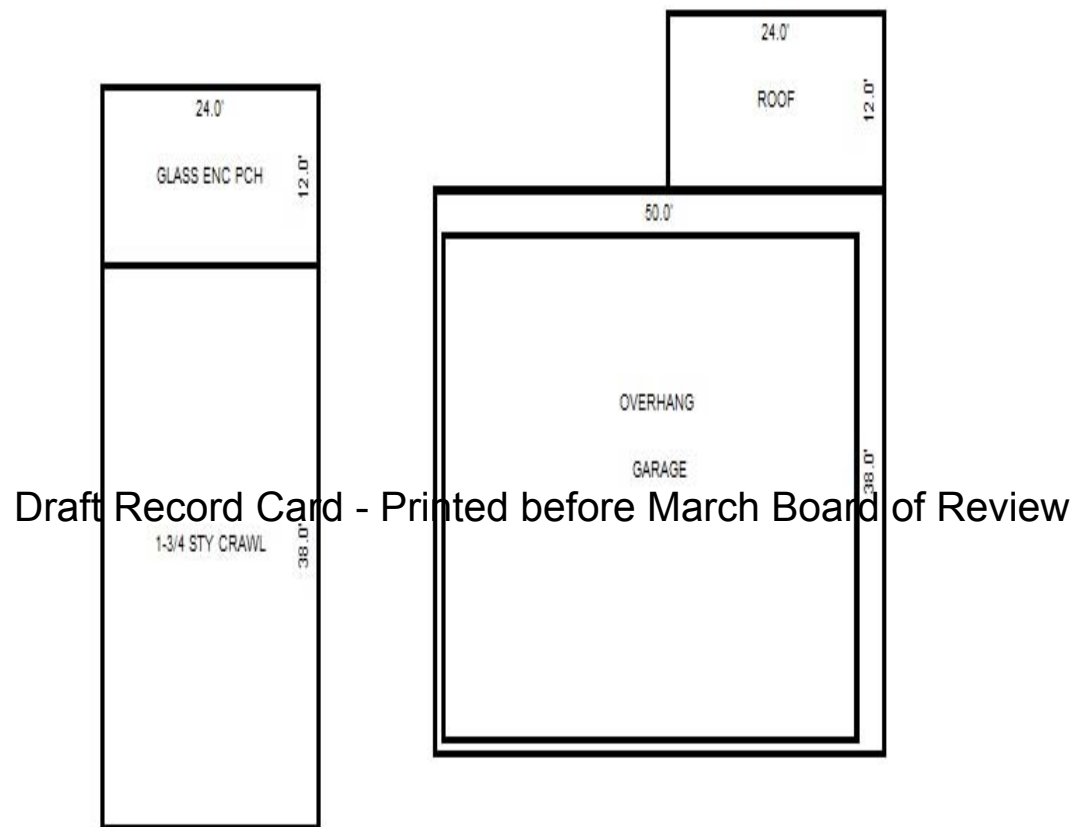 24.0'
ROOF
12.0'
24.0'
GLASS ENC PCH
12.0'
50.0'
OVERHANG
GARAGE
38.0'
Draft Record Card - Printed before March Board of Review
1-3/4 STY CRAWL
38.0'